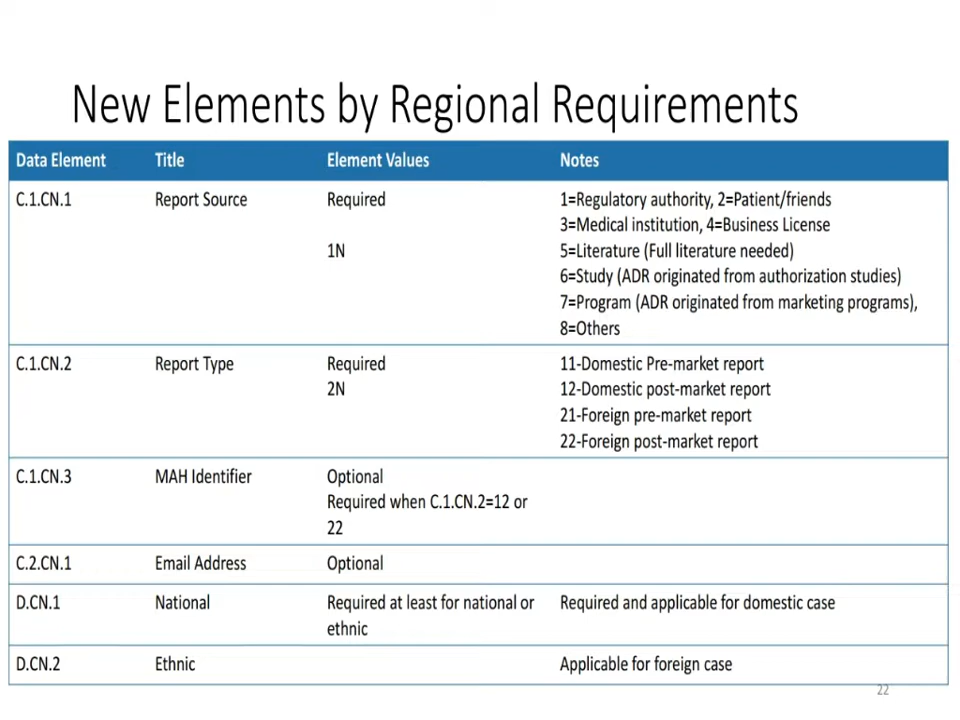 New Elements by Regional Requirements
Data Element Title Element Values Notes
C.1.CN.1 Report Source Required 1=Regulatory authority, 2=Patient/friends
3=Medical institution, 4=Business License
1N 5=Literature (Full literature needed)
6=Study (ADR originated from authorization studies)
7=Program (ADR originated from marketing programs),
8=Others
C.1.CN.2 Report Type Required 11-Domestic Pre-market report
2N 12-Domestic post-market report
21-Foreign pre-market report
22-Foreign post-market report
C.1.CN.3 MAH Identifier Optional
Required when C.1.CN.2=12 or
22
C.2.CN.1 Email Address Optional
D.CN.1 National Required at least for national or Required and applicable for domestic case
ethnic
D.CN.2 Ethnic Applicable for foreign case
22